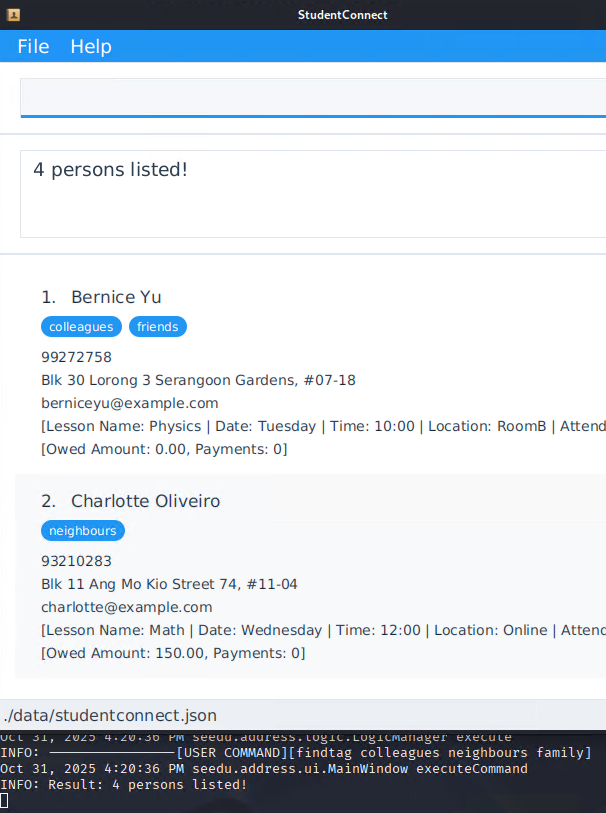 StudentConnect
File Help
4 persons listed!
1. Bernice Yu
colleagues friends
99272758
Blk 30 Lorong 3 Serangoon Gardens, #07-18
berniceyu@example.com
[Lesson Name: Physics | Date: Tuesday | Time: 10:00 | Location: RoomB | Attend
[Owed Amount: 0.00, Payments: 0]
2. Charlotte Oliveiro
neighbours
93210283
Blk 11 Ang Mo Kio Street 74, #11-04
charlotte@example.com
[Lesson Name: Math | Date: Wednesday | Time: 12:00 | Location: Online | Attend
[Owed Amount: 150.00, Payments: 0]
./data/studentconnect.json
Oct 31, 2025 4:20:36 PM seedu.address.logic.LogicManager execute
INFO: ----------------[USER COMMAND][findtag colleagues neighbours family]
Oct 31, 2025 4:20:36 PM seedu.address.ui.MainWindow executeCommand
INFO: Result: 4 persons listed!